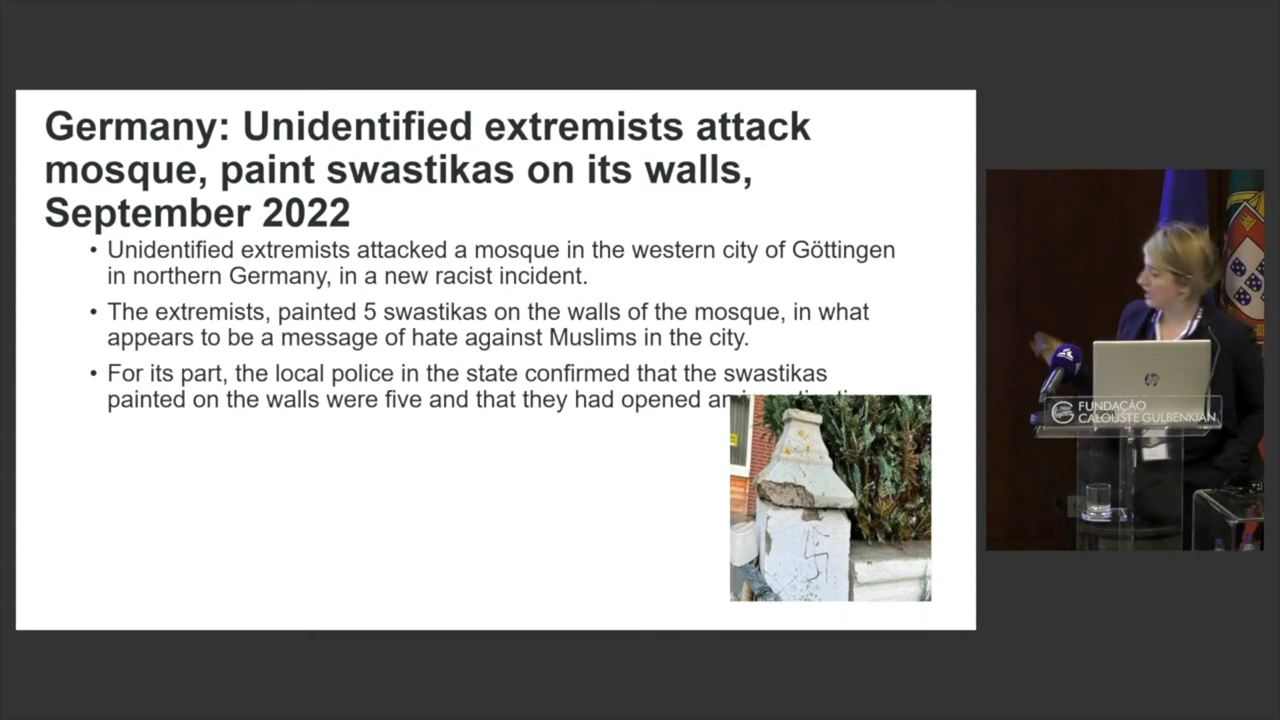 Germany: Unidentified extremists attack
mosque, paint swastikas on its walls,
September 2022
• Unidentified extremists attacked a mosque in the western city of Göttingen
in northern Germany, in a new racist incident.
• The extremists, painted 5 swastikas on the walls of the mosque, in what
appears to be a message of hate against Muslims in the city.
• For its part, the local police in the state confirmed that the swastikas
painted on the walls were five and that they had opened an
hp
FUNDAÇÃO
CALOUSTE GULBENKIAN